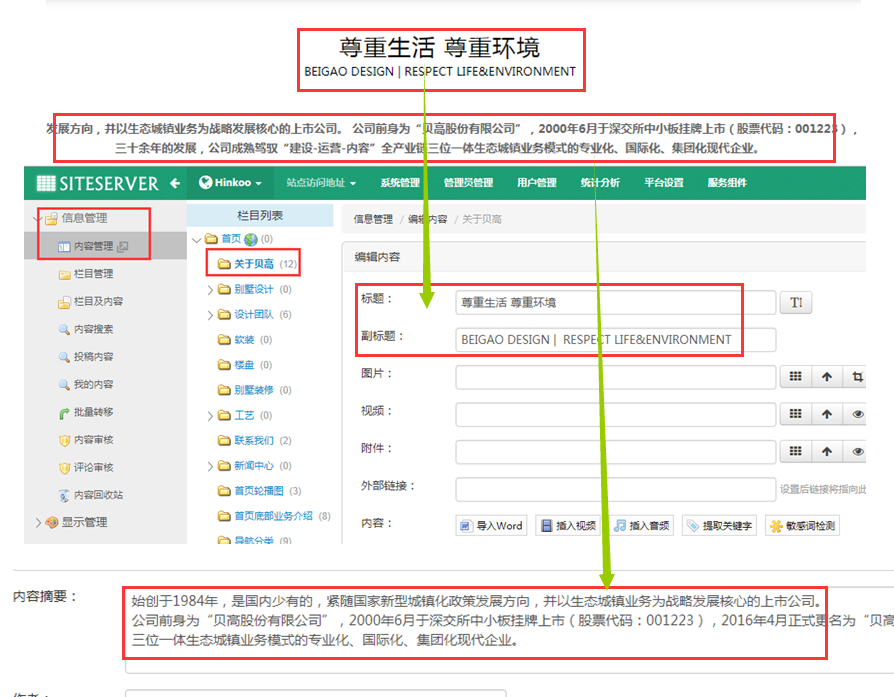 尊重生活 尊重环境
BEIGAO DESIGN | RESPECT LIFE&ENVIRONMENT
发展方向，并以生态城镇业务为战略发展核心的上市公司。 公司前身为“贝高股份有限公司”，2000年6月于深交所中小板挂牌上市（股票代码：001223），
三十余年的发展，公司成熟驾驭“建设-运营-内容”全产业链三位一体生态城镇业务模式的专业化、国际化、集团化现代企业。
SITESERVER Hinkoo 站点访问地址 系统管理 管理员管理 用户管理 统计分析 平台设置 服务组件
信息管理
内容管理
栏目管理
栏目及内容
内容搜索
投稿内容
我的内容
批量转移
内容审核
评论审核
内容回收站
显示管理
栏目列表
首页 (0)
关于贝高 (12)
别墅设计 (0)
设计团队 (6)
软装 (0)
楼盘 (0)
别墅装修 (0)
工艺 (0)
联系我们 (2)
新闻中心 (0)
首页轮播图 (3)
首页底部业务介绍 (8)
导航分类 (9)
信息管理 / 编辑内容 / 关于贝高
编辑内容
标题： 尊重生活 尊重环境
副标题： BEIGAO DESIGN | RESPECT LIFE&ENVIRONMENT
图片：
视频：
附件：
外部链接： 设置后链接将指向此
内容： 导入Word 插入视频 插入音频 提取关键字 敏感词检测
内容摘要：
始创于1984年，是国内少有的，紧随国家新型城镇化政策发展方向，并以生态城镇业务为战略发展核心的上市公司。
公司前身为“贝高股份有限公司”，2000年6月于深交所中小板挂牌上市（股票代码：001223），2016年4月正式更名为“贝高
三位一体生态城镇业务模式的专业化、国际化、集团化现代企业。